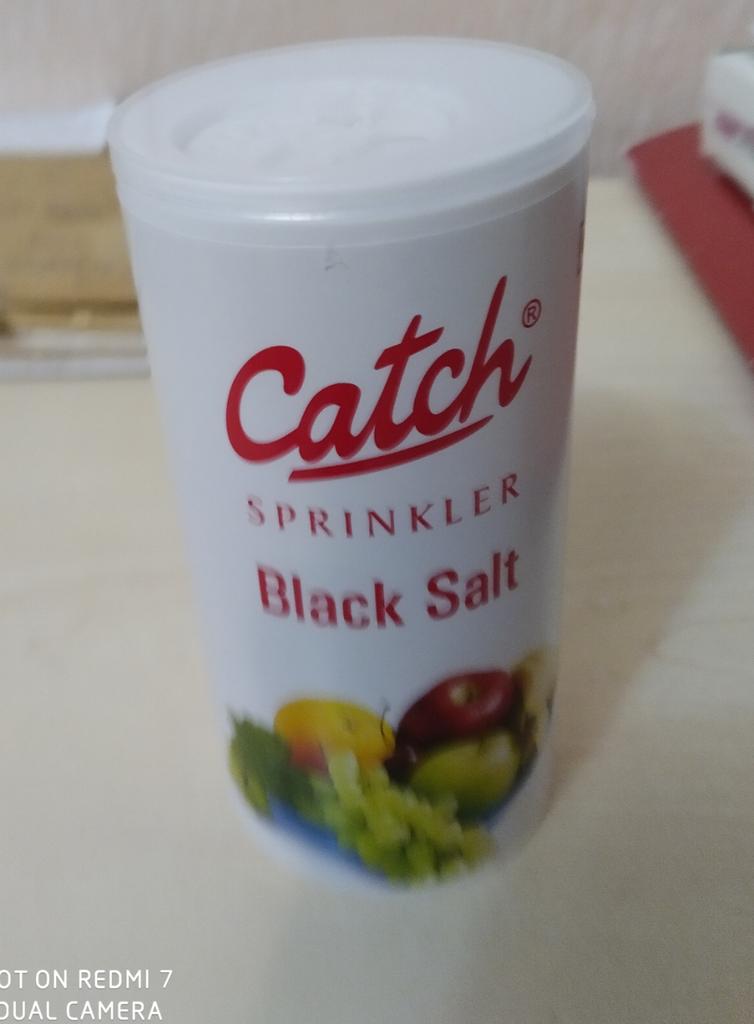 Catch®
SPRINKLER
Black Salt
OT ON REDMI 7
DUAL CAMERA